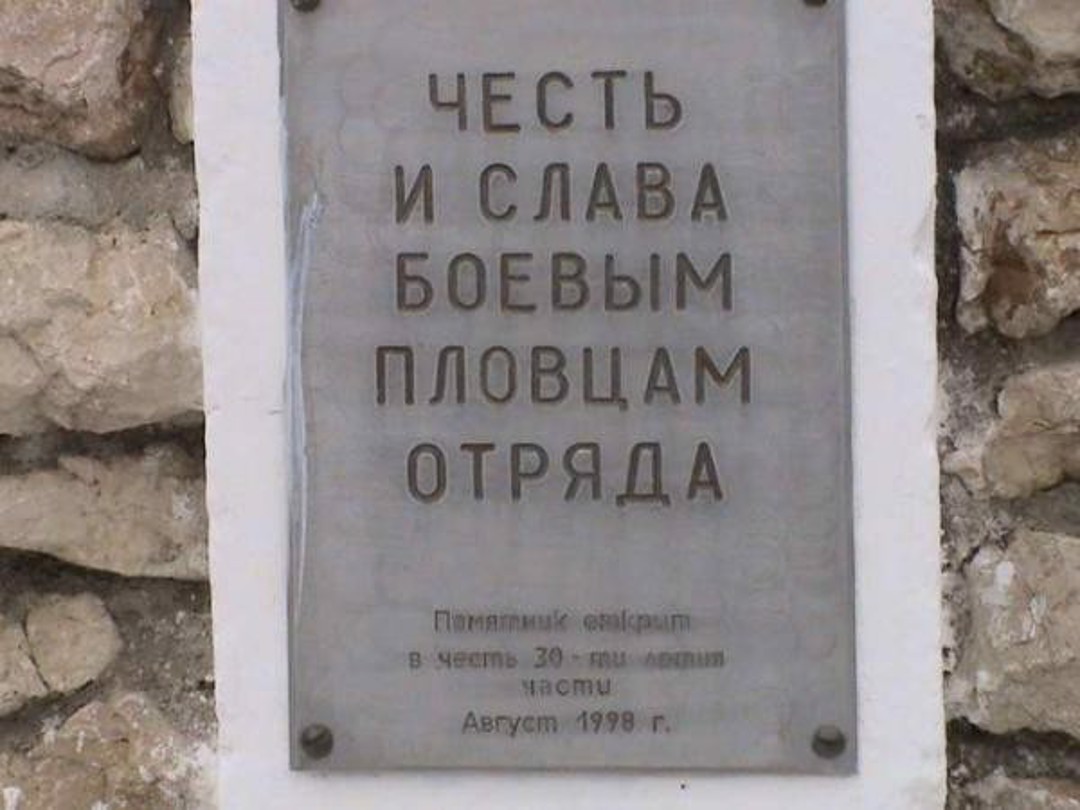 ЧЕСТЬ
И СЛАВА
БОЕВЫМ
ПЛОВЦАМ
ОТРЯДА
Памятник открыт
в честь 30-ти летия
части
Август 1998 г.